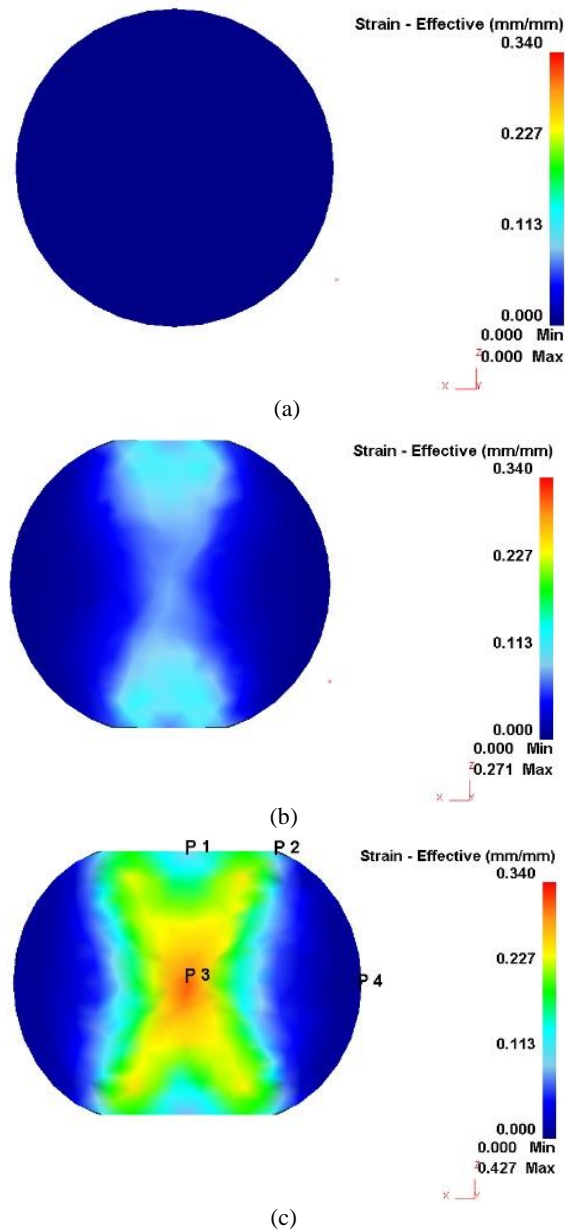 Strain - Effective (mm/mm)
0.340
0.227
0.113
0.000
0.000 Min
Z
0.000 Max
X Y
(a)
Strain - Effective (mm/mm)
0.340
0.227
0.113
0.000
0.000 Min
Z
0.271 Max
X Y
(b)
P 1 P 2
Strain - Effective (mm/mm)
0.340
0.227
P 3
P 4
0.113
0.000
0.000 Min
Z
0.427 Max
X Y
(c)